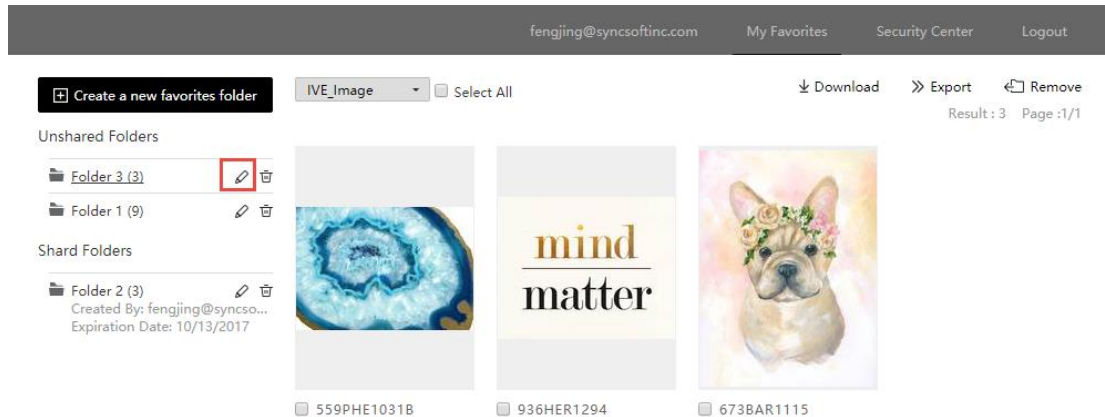 fengjing@syncsoftinc.com My Favorites Security Center Logout
Create a new favorites folder
IVE_Image
Select All
Download
Export
Remove
Result : 3 Page :1/1
Unshared Folders
Folder 3 (3)
Folder 1 (9)
Shard Folders
Folder 2 (3)
Created By: fengjing@syncso...
Expiration Date: 10/13/2017
mind
matter
559PHE1031B
936HER1294
673BAR1115